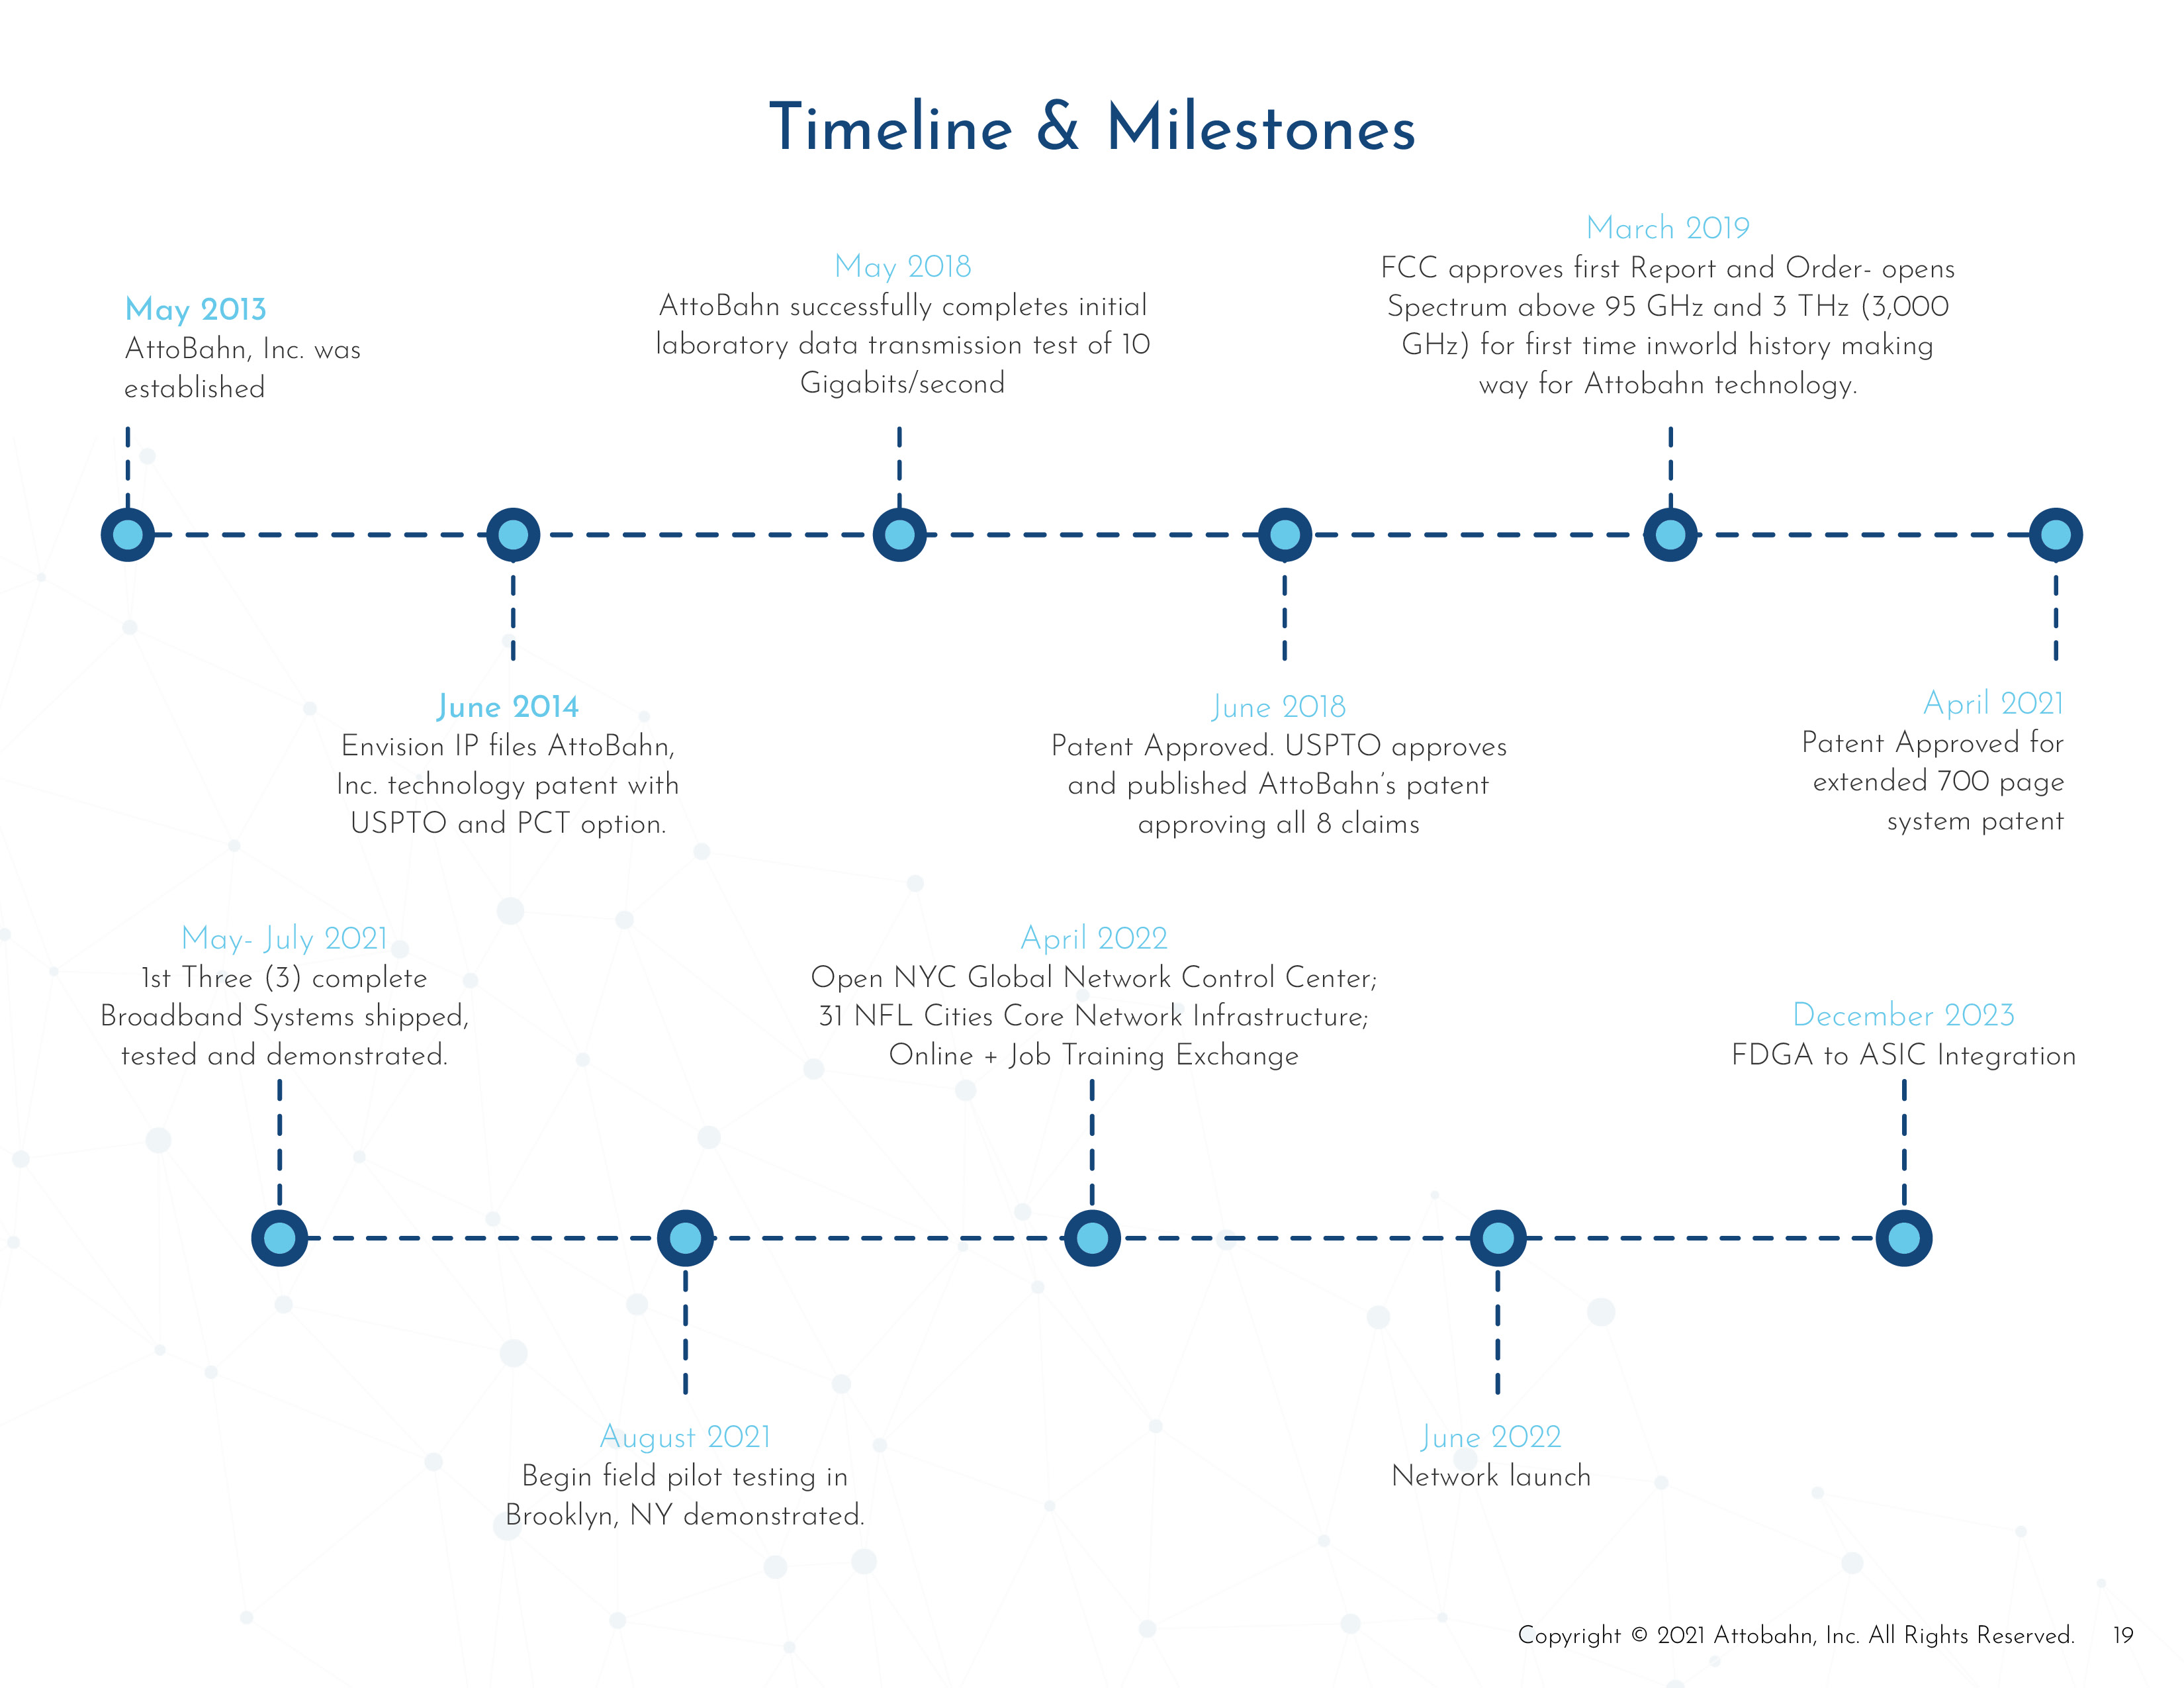 Timeline & Milestones
May 2013
AttoBahn, Inc. was
established
June 2014
Envision IP files AttoBahn,
Inc. technology patent with
USPTO and PCT option.
May 2018
AttoBahn successfully completes initial
laboratory data transmission test of 10
Gigabits/second
June 2018
Patent Approved. USPTO approves
and published AttoBahn's patent
approving all 8 claims
March 2019
FCC approves first Report and Order- opens
Spectrum above 95 GHz and 3 THz (3,000
GHz) for first time inworld history making
way for Attobahn technology.
April 2021
Patent Approved for
extended 700 page
system patent
May- July 2021
1st Three (3) complete
Broadband Systems shipped,
tested and demonstrated.
August 2021
Begin field pilot testing in
Brooklyn, NY demonstrated.
April 2022
Open NYC Global Network Control Center;
31 NFL Cities Core Network Infrastructure;
Online + Job Training Exchange
June 2022
Network launch
December 2023
FDGA to ASIC Integration
Copyright © 2021 Attobahn, Inc. All Rights Reserved. 19